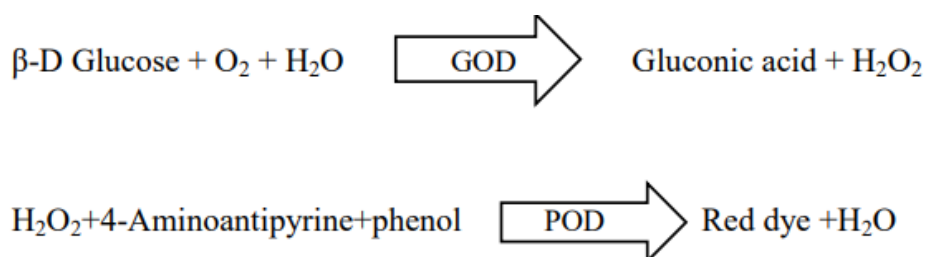 β-D Glucose + O₂ + H₂O GOD Gluconic acid + H₂O₂
H₂O₂+4-Aminoantipyrine+phenol POD Red dye +H₂O